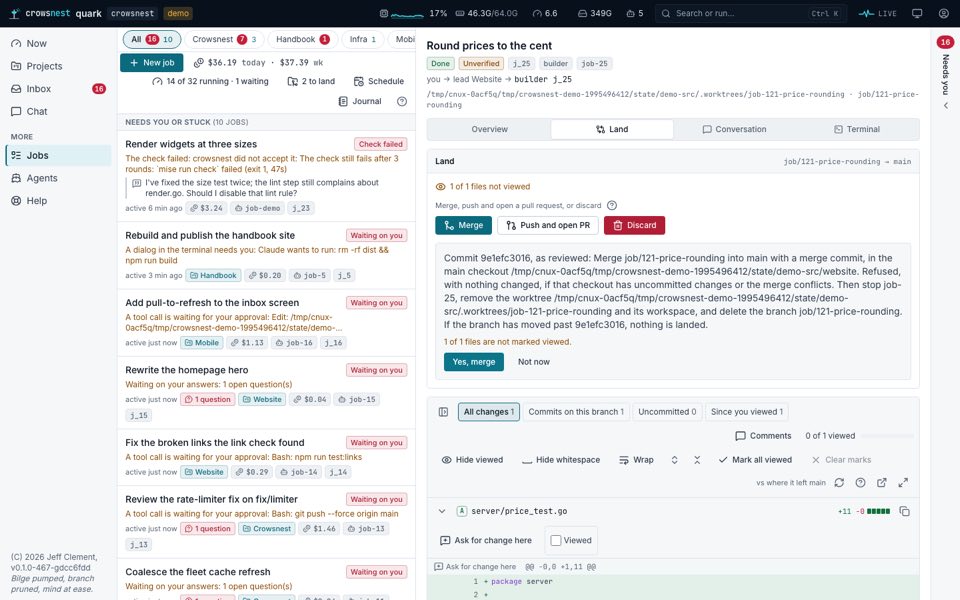 crowsnest quark crowsnest demo 17% 46.3G/64.0G 6.6 349G 5 Search or run... Ctrl K LIVE
Now
Projects
Inbox 16
Chat
MORE
Jobs
Agents
Help
(C) 2026 Jeff Clement,
v0.1.0-467-gdcc6fdd
Bilge pumped, branch
pruned, mind at ease.
All 16 10 Crowsnest 7 3 Handbook 1 Infra 1 Mobi
+ New job $36.19 today · $37.39 wk
14 of 32 running · 1 waiting 2 to land Schedule
Journal
NEEDS YOU OR STUCK (10 JOBS)
Render widgets at three sizes Check failed
The check failed: crowsnest did not accept it: The check still fails after 3
rounds: `mise run check` failed (exit 1, 47s)
I've fixed the size test twice; the lint step still complains about
render.go. Should I disable that lint rule?
active 6 min ago $3.24 job-demo j_23
Rebuild and publish the handbook site Waiting on you
A dialog in the terminal needs you: Claude wants to run: rm -rf dist &&
npm run build
active 3 min ago Handbook $0.20 job-5 j_5
Add pull-to-refresh to the inbox screen Waiting on you
A tool call is waiting for your approval: Edit: /tmp/cnux-
0acf5q/tmp/crowsnest-demo-1995496412/state/demo-...
active just now Mobile $1.13 job-16 j_16
Rewrite the homepage hero Waiting on you
Waiting on your answers: 1 open question(s)
active just now 1 question Website $0.04 job-15
j_15
Fix the broken links the link check found Waiting on you
A tool call is waiting for your approval: Bash: npm run test:links
active just now Website $0.29 job-14 j_14
Review the rate-limiter fix on fix/limiter Waiting on you
A tool call is waiting for your approval: Bash: git push --force origin main
active just now 1 question Crowsnest $1.46 job-13
j_13
Coalesce the fleet cache refresh Waiting on you
Waiting on your answers: 1 open question(s)
Round prices to the cent
Done Unverified j_25 builder job-25
you → lead Website → builder j_25
/tmp/cnux-0acf5q/tmp/crowsnest-demo-1995496412/state/demo-src/.worktrees/job-121-price-rounding · job/121-price-
rounding
Overview Land Conversation Terminal
Land job/121-price-rounding → main
1 of 1 files not viewed
Merge, push and open a pull request, or discard
Merge Push and open PR Discard
Commit 9e1efc3016, as reviewed: Merge job/121-price-rounding into main with a merge commit, in
the main checkout /tmp/cnux-0acf5q/tmp/crowsnest-demo-1995496412/state/demo-src/website. Refused,
with nothing changed, if that checkout has uncommitted changes or the merge conflicts. Then stop job-
25, remove the worktree /tmp/cnux-0acf5q/tmp/crowsnest-demo-1995496412/state/demo-
src/.worktrees/job-121-price-rounding and its workspace, and delete the branch job/121-price-rounding.
If the branch has moved past 9e1efc3016, nothing is landed.
1 of 1 files are not marked viewed.
Yes, merge Not now
All changes 1 Commits on this branch 1 Uncommitted 0 Since you viewed 1
Comments 0 of 1 viewed
Hide viewed Hide whitespace Wrap Mark all viewed Clear marks
vs where it left main
A server/price_test.go +11 -0
Ask for change here Viewed
Ask for change here @@ -0,0 +1,11 @@
1 + package server
2 +
16
Needs you